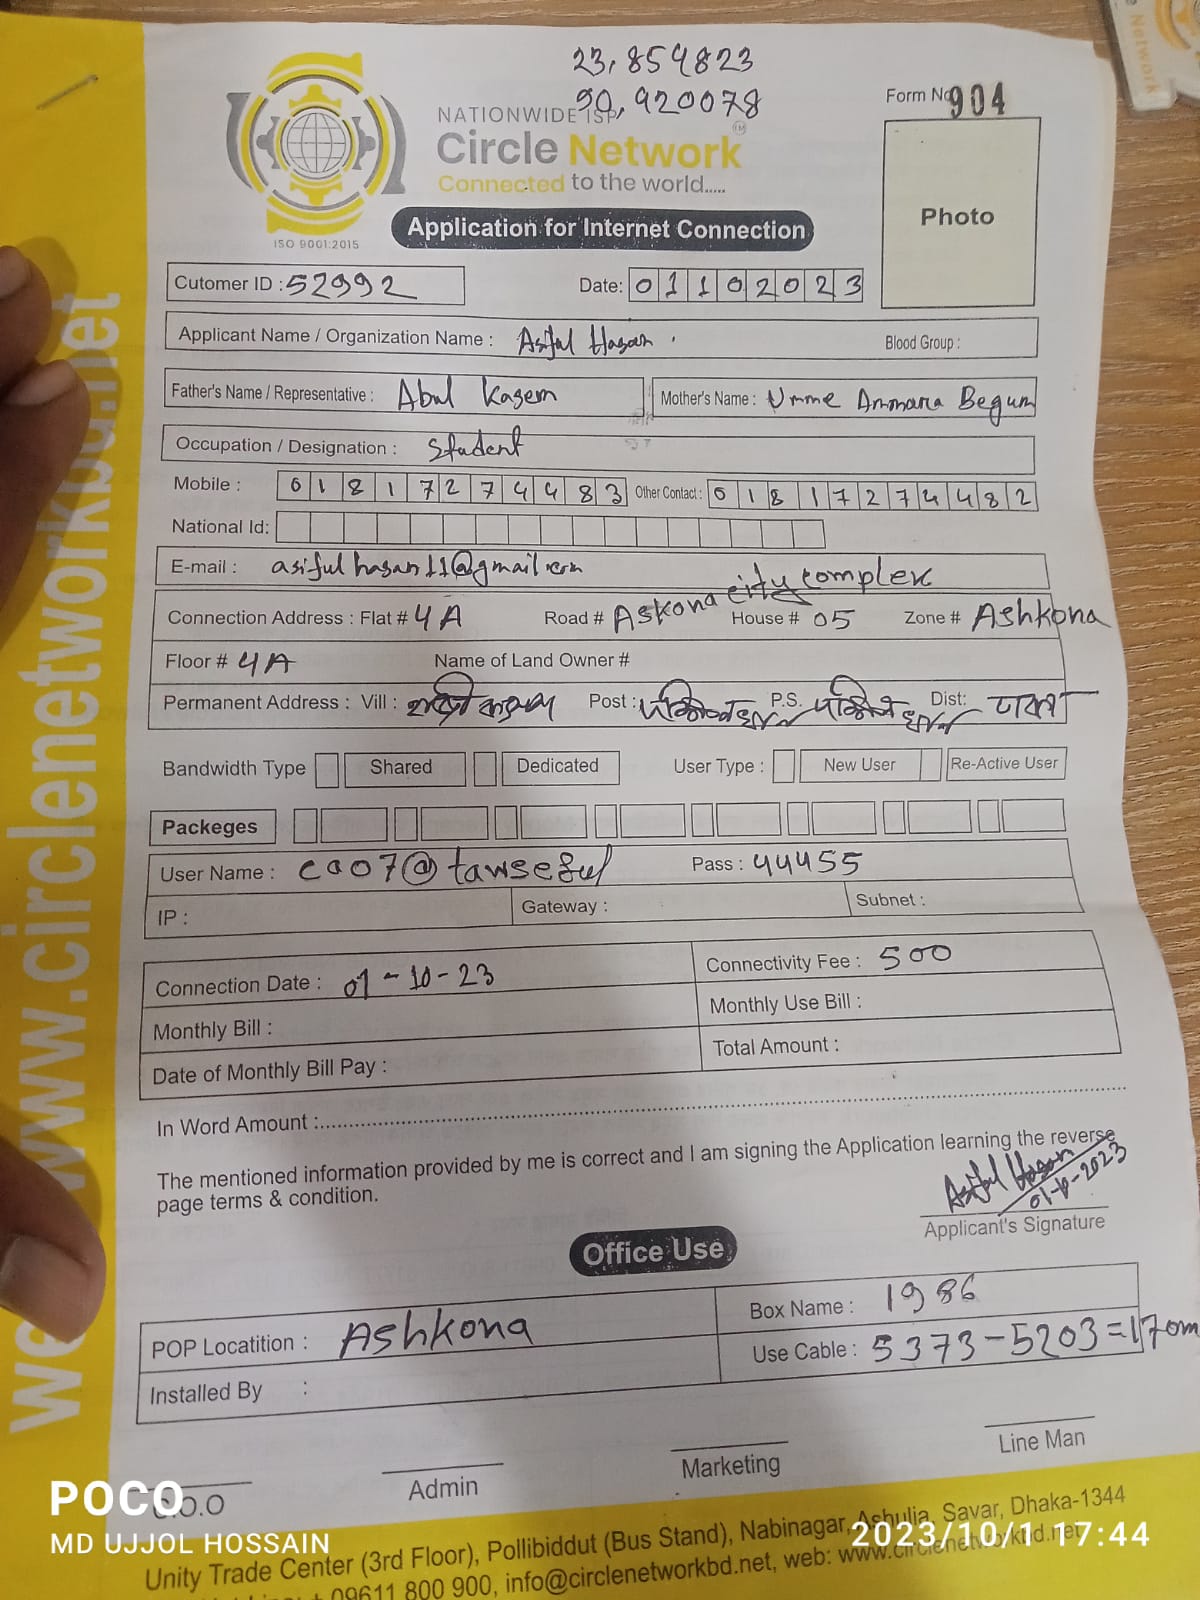 23.854823
90.920078
Form No 904
NATIONWIDE ISP
Circle Network
Connected to the world.....
ISO 9001:2015
Photo
Application for Internet Connection
Cutomer ID : 52992 Date: 01102023
Applicant Name / Organization Name : Asiful Hasan Blood Group :
Father's Name / Representative : Abul Kasem Mother's Name : Umme Ammara Begum
Occupation / Designation : Student
Mobile : 01817274483 Other Contact : 01817274482
National Id:
E-mail : asifulhasan11@gmail.com
Connection Address : Flat # 4A Road # Askona city complex House # 05 Zone # Ashkona
Floor # 4A Name of Land Owner #
Permanent Address : Vill : Post : P.S. Dist: ঢাকা
Bandwidth Type Shared Dedicated User Type : New User Re-Active User
Packeges
User Name : cn07@tawseful Pass : 44455
IP : Gateway : Subnet :
Connection Date : 01-10-23 Connectivity Fee : 500
Monthly Bill : Monthly Use Bill :
Date of Monthly Bill Pay : Total Amount :
In Word Amount :
The mentioned information provided by me is correct and I am signing the Application learning the reverse
page terms & condition.
Asiful Hasan
01-10-2023
Applicant's Signature
Office Use
POP Locatition : Ashkona Box Name : 1986
Installed By : Use Cable : 5373-5203=170m
C.O.O Admin Marketing Line Man
Unity Trade Center (3rd Floor), Pollibiddut (Bus Stand), Nabinagar, Ashulia, Savar, Dhaka-1344
09611 800 900, info@circlenetworkbd.net, web: www.circlenetworkbd.net
www.circlenetworkbd.net
Network
POCO
MD UJJOL HOSSAIN
2023/10/1 17:44